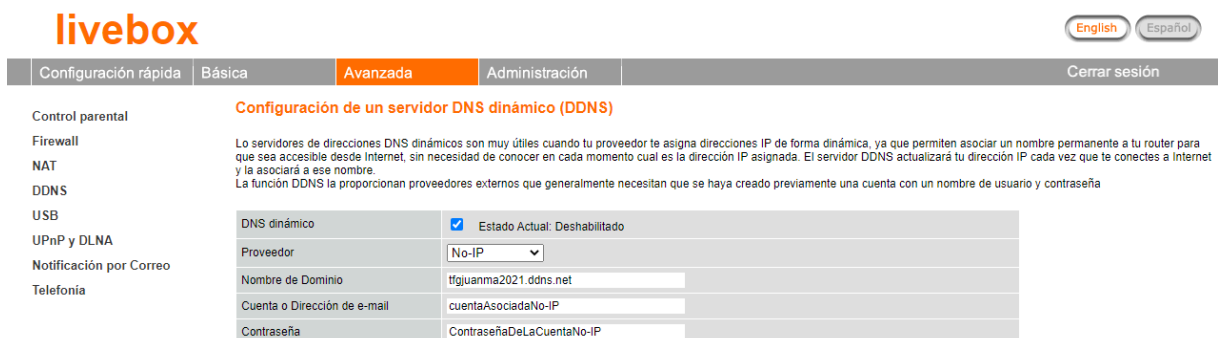 livebox
English Español
Configuración rápida Básica Avanzada Administración Cerrar sesión
Control parental
Firewall
NAT
DDNS
USB
UPnP y DLNA
Notificación por Correo
Telefonía
Configuración de un servidor DNS dinámico (DDNS)
Lo servidores de direcciones DNS dinámicos son muy útiles cuando tu proveedor te asigna direcciones IP de forma dinámica, ya que permiten asociar un nombre permanente a tu router para
que sea accesible desde Internet, sin necesidad de conocer en cada momento cual es la dirección IP asignada. El servidor DDNS actualizará tu dirección IP cada vez que te conectes a Internet
y la asociará a ese nombre.
La función DDNS la proporcionan proveedores externos que generalmente necesitan que se haya creado previamente una cuenta con un nombre de usuario y contraseña
DNS dinámico Estado Actual: Deshabilitado
Proveedor No-IP
Nombre de Dominio tfgjuanma2021.ddns.net
Cuenta o Dirección de e-mail cuentaAsociadaNo-IP
Contraseña ContraseñaDeLaCuentaNo-IP